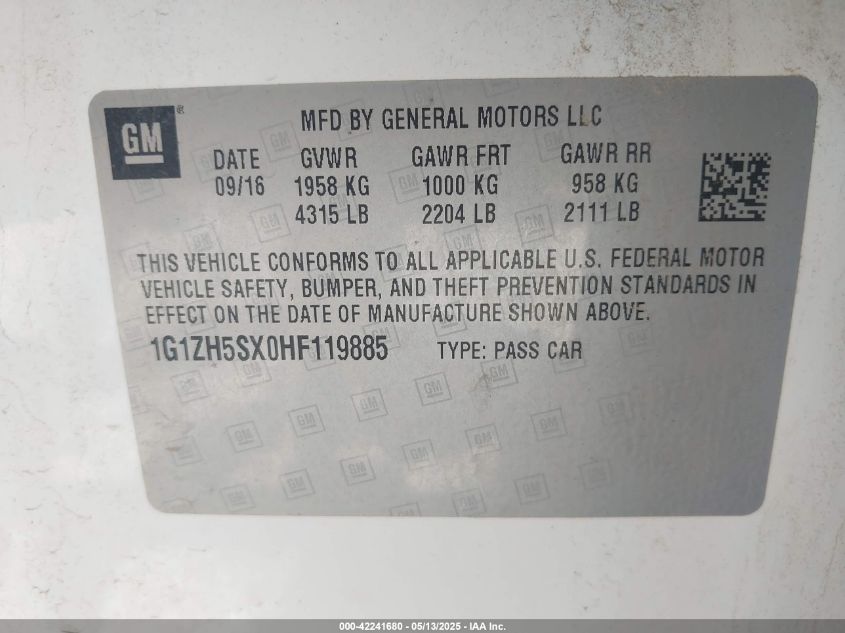 GM ®
MFD BY GENERAL MOTORS LLC
DATE GVWR GAWR FRT GAWR RR
09/16 1958 KG 1000 KG 958 KG
4315 LB 2204 LB 2111 LB
THIS VEHICLE CONFORMS TO ALL APPLICABLE U.S. FEDERAL MOTOR
VEHICLE SAFETY, BUMPER, AND THEFT PREVENTION STANDARDS IN
EFFECT ON THE DATE OF MANUFACTURE SHOWN ABOVE.
1G1ZH5SX0HF119885 TYPE: PASS CAR
000-42241680 - 05/13/2025 - IAA Inc.